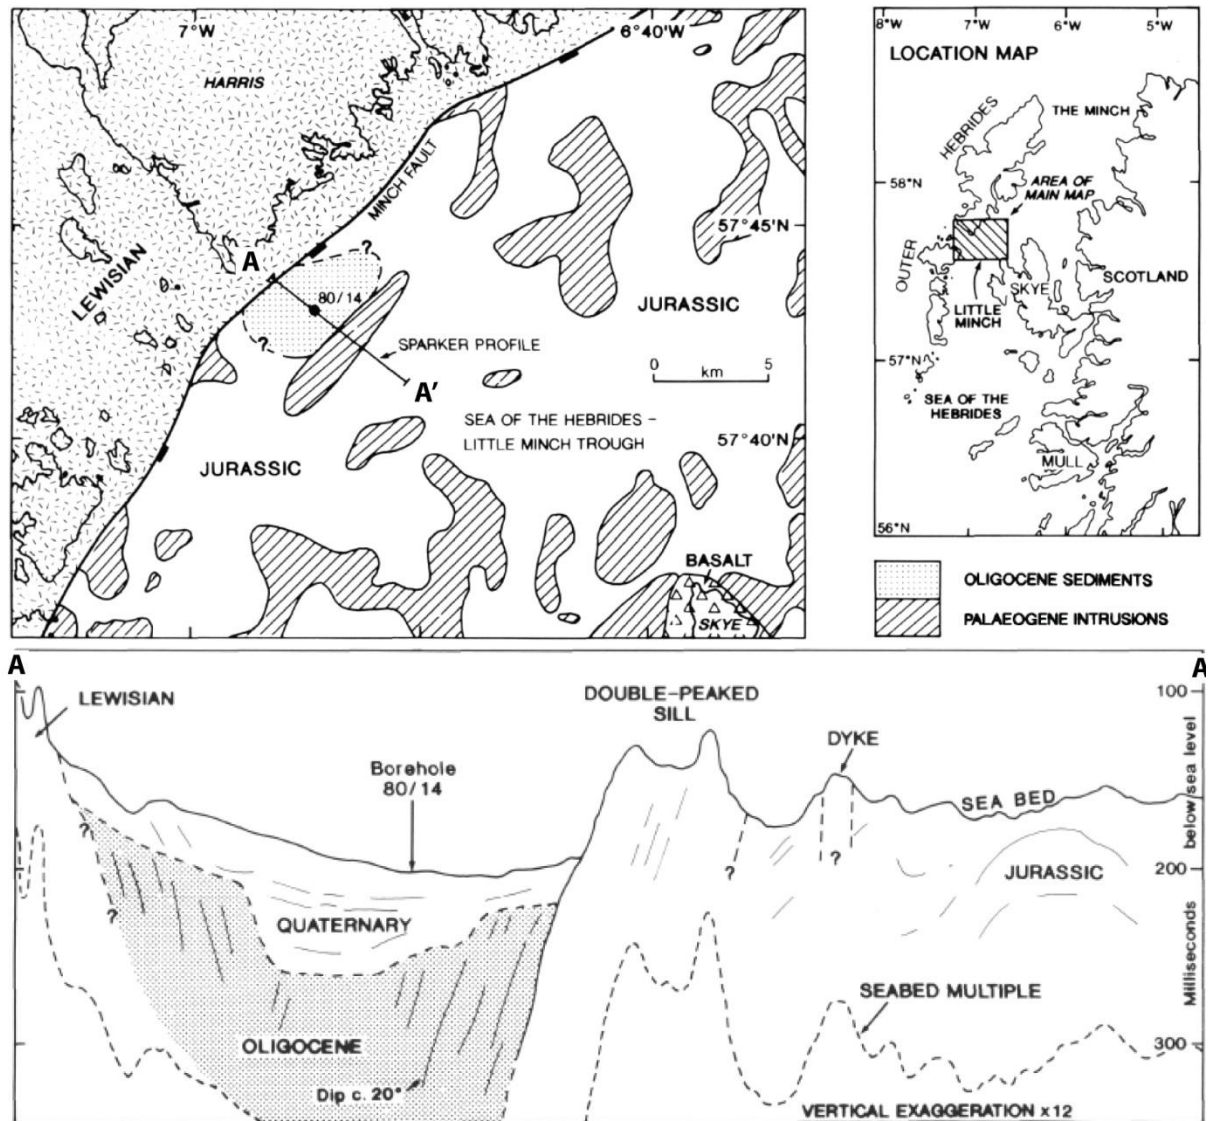 7°W
6°40'W
HARRIS
MINCH FAULT
57°45'N
A
?
80/14
LEWISIAN
JURASSIC
?
SPARKER PROFILE
0 5
km
A'
SEA OF THE HEBRIDES –
LITTLE MINCH TROUGH
57°40'N
JURASSIC
BASALT
SKYE
8°W 7°W 6°W 5°W
LOCATION MAP
THE MINCH
HEBRIDES
58°N
AREA OF
MAIN MAP
OUTER
SKYE
SCOTLAND
LITTLE
MINCH
57°N
SEA OF THE
HEBRIDES
MULL
56°N
OLIGOCENE SEDIMENTS
PALAEOGENE INTRUSIONS
A
A
LEWISIAN
DOUBLE-PEAKED
SILL
100
DYKE
Borehole
80/14
SEA BED
below sea level
?
?
?
?
JURASSIC
200
QUATERNARY
Milliseconds
SEABED MULTIPLE
OLIGOCENE
300
Dip c. 20°
VERTICAL EXAGGERATION x 12